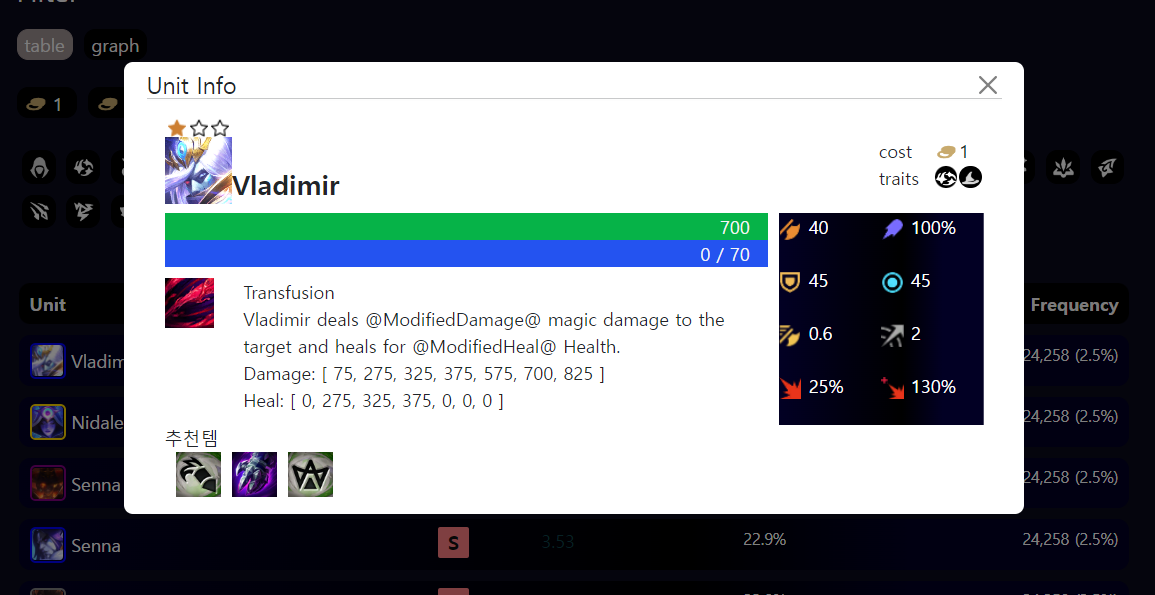 table graph
Unit Info
1
Vladimir
cost 1
traits
700
0 / 70
40 100%
45 45
0.6 2
25% 130%
Transfusion
Vladimir deals @ModifiedDamage@ magic damage to the
target and heals for @ModifiedHeal@ Health.
Damage: [ 75, 275, 325, 375, 575, 700, 825 ]
Heal: [ 0, 275, 325, 375, 0, 0, 0 ]
추천템
Unit Frequency
Vladim 24,258 (2.5%)
Nidale 24,258 (2.5%)
Senna 24,258 (2.5%)
Senna S 3.53 22.9% 24,258 (2.5%)